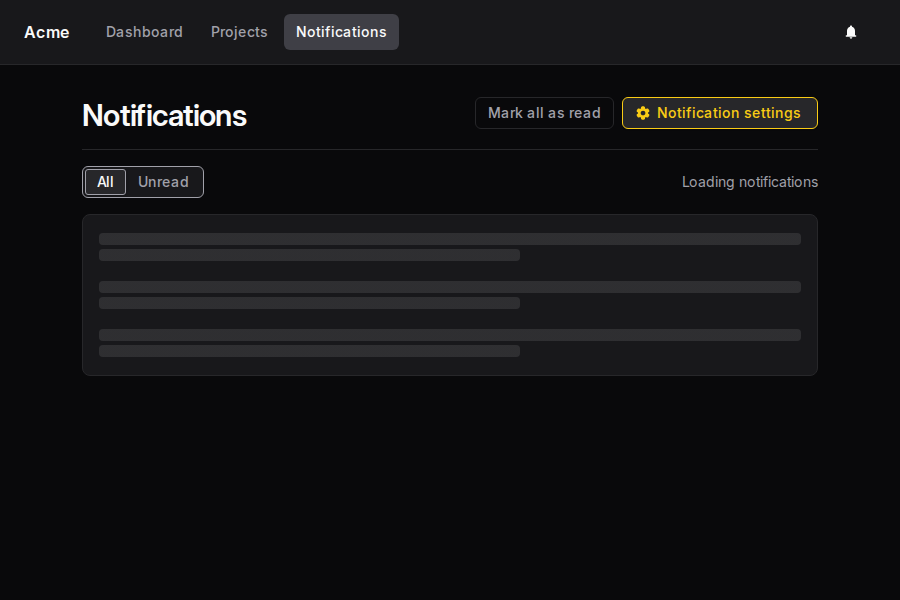 Acme Dashboard Projects Notifications
Notifications Mark all as read Notification settings
All Unread Loading notifications